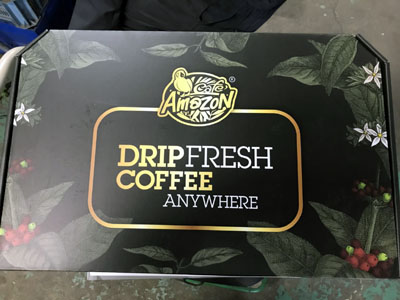 café
Amazon
®
DRIP FRESH
COFFEE
ANYWHERE